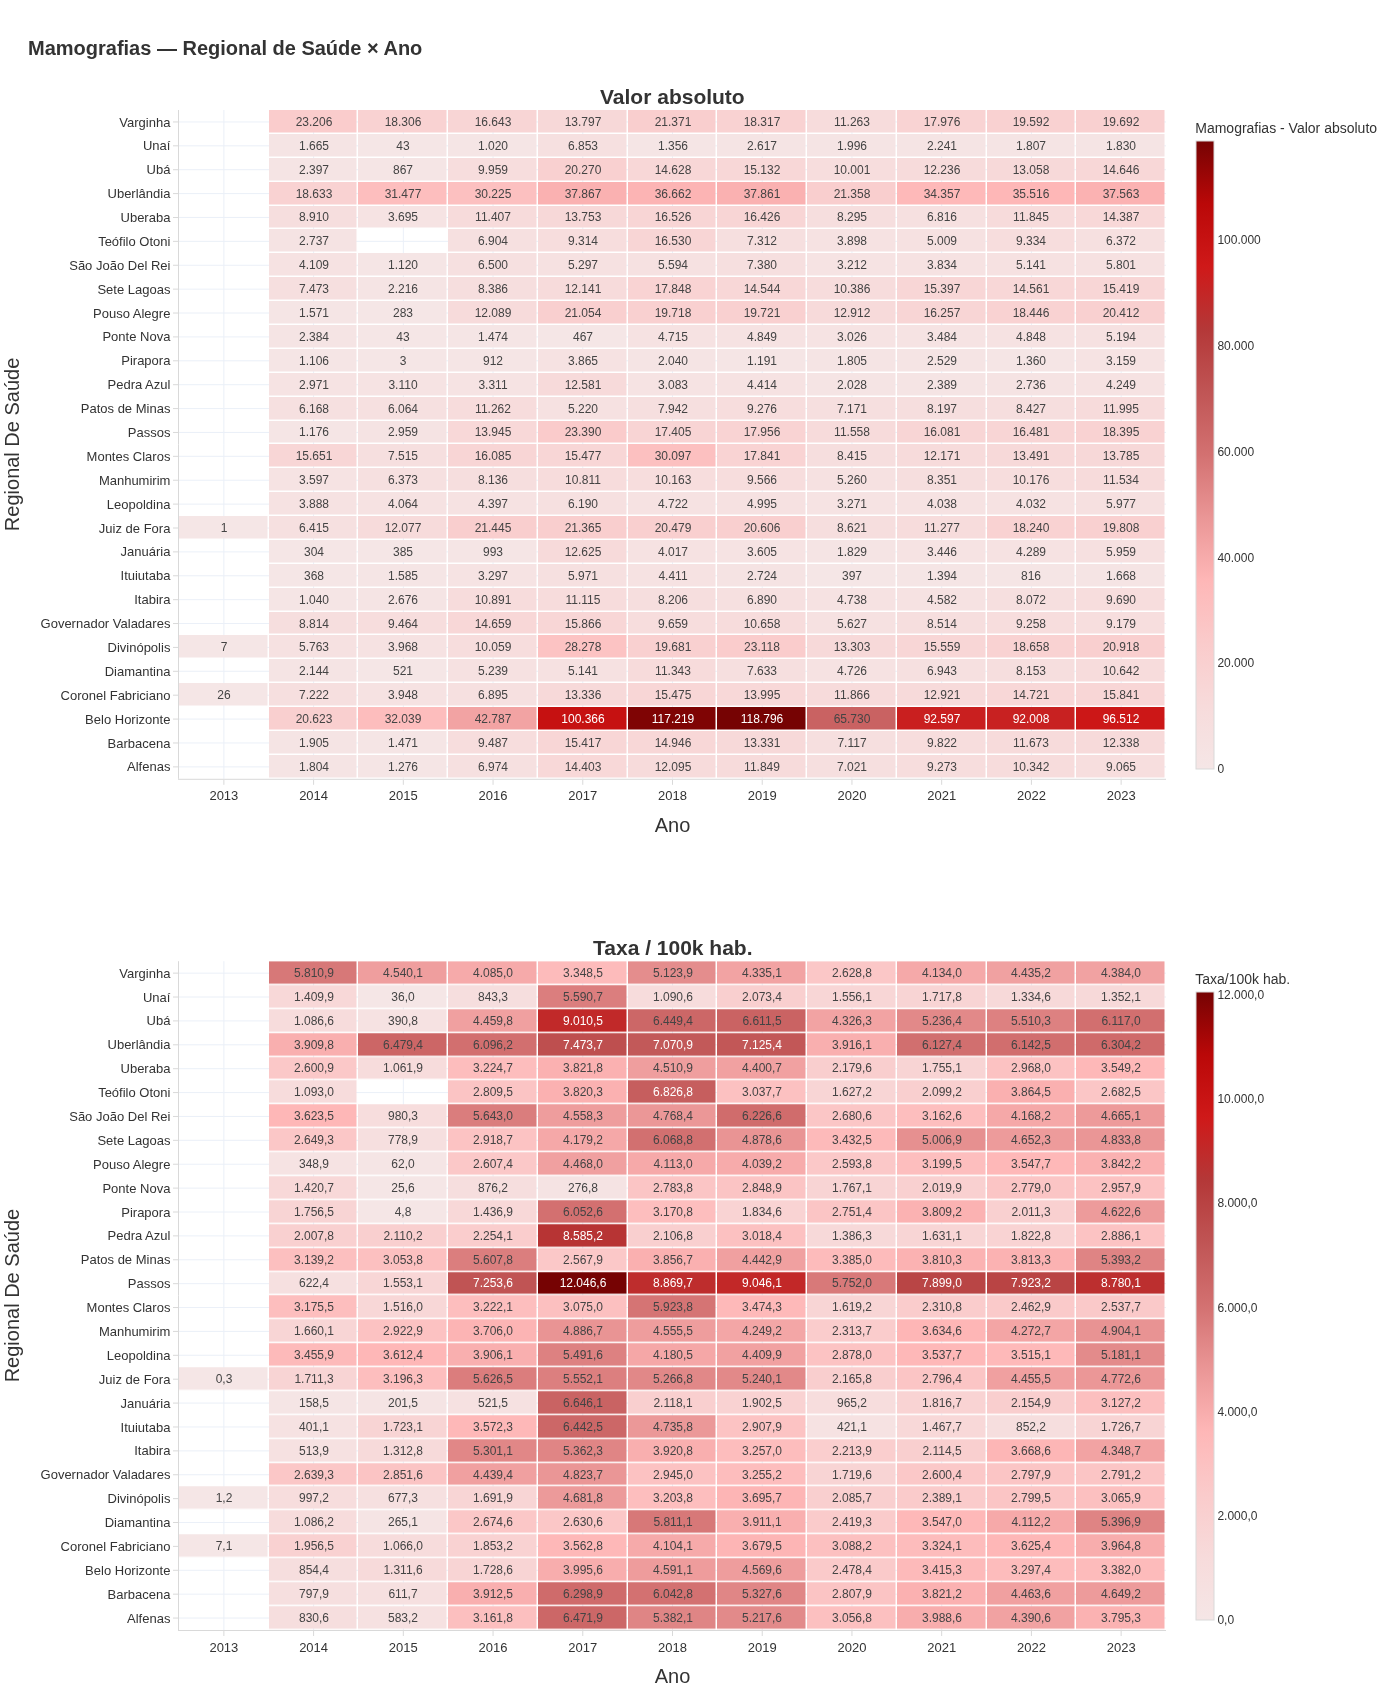 Mamografias — Regional de Saúde × Ano
Valor absoluto
Varginha 23.206 18.306 16.643 13.797 21.371 18.317 11.263 17.976 19.592 19.692
Unaí 1.665 43 1.020 6.853 1.356 2.617 1.996 2.241 1.807 1.830
Ubá 2.397 867 9.959 20.270 14.628 15.132 10.001 12.236 13.058 14.646
Uberlândia 18.633 31.477 30.225 37.867 36.662 37.861 21.358 34.357 35.516 37.563
Uberaba 8.910 3.695 11.407 13.753 16.526 16.426 8.295 6.816 11.845 14.387
Teófilo Otoni 2.737 6.904 9.314 16.530 7.312 3.898 5.009 9.334 6.372
São João Del Rei 4.109 1.120 6.500 5.297 5.594 7.380 3.212 3.834 5.141 5.801
Sete Lagoas 7.473 2.216 8.386 12.141 17.848 14.544 10.386 15.397 14.561 15.419
Pouso Alegre 1.571 283 12.089 21.054 19.718 19.721 12.912 16.257 18.446 20.412
Ponte Nova 2.384 43 1.474 467 4.715 4.849 3.026 3.484 4.848 5.194
Pirapora 1.106 3 912 3.865 2.040 1.191 1.805 2.529 1.360 3.159
Pedra Azul 2.971 3.110 3.311 12.581 3.083 4.414 2.028 2.389 2.736 4.249
Patos de Minas 6.168 6.064 11.262 5.220 7.942 9.276 7.171 8.197 8.427 11.995
Passos 1.176 2.959 13.945 23.390 17.405 17.956 11.558 16.081 16.481 18.395
Montes Claros 15.651 7.515 16.085 15.477 30.097 17.841 8.415 12.171 13.491 13.785
Manhumirim 3.597 6.373 8.136 10.811 10.163 9.566 5.260 8.351 10.176 11.534
Leopoldina 3.888 4.064 4.397 6.190 4.722 4.995 3.271 4.038 4.032 5.977
Juiz de Fora 1 6.415 12.077 21.445 21.365 20.479 20.606 8.621 11.277 18.240 19.808
Januária 304 385 993 12.625 4.017 3.605 1.829 3.446 4.289 5.959
Ituiutaba 368 1.585 3.297 5.971 4.411 2.724 397 1.394 816 1.668
Itabira 1.040 2.676 10.891 11.115 8.206 6.890 4.738 4.582 8.072 9.690
Governador Valadares 8.814 9.464 14.659 15.866 9.659 10.658 5.627 8.514 9.258 9.179
Divinópolis 7 5.763 3.968 10.059 28.278 19.681 23.118 13.303 15.559 18.658 20.918
Diamantina 2.144 521 5.239 5.141 11.343 7.633 4.726 6.943 8.153 10.642
Coronel Fabriciano 26 7.222 3.948 6.895 13.336 15.475 13.995 11.866 12.921 14.721 15.841
Belo Horizonte 20.623 32.039 42.787 100.366 117.219 118.796 65.730 92.597 92.008 96.512
Barbacena 1.905 1.471 9.487 15.417 14.946 13.331 7.117 9.822 11.673 12.338
Alfenas 1.804 1.276 6.974 14.403 12.095 11.849 7.021 9.273 10.342 9.065
2013 2014 2015 2016 2017 2018 2019 2020 2021 2022 2023
Ano
Regional De Saúde
Mamografias - Valor absoluto
100.000
80.000
60.000
40.000
20.000
0
Taxa / 100k hab.
Varginha 5.810,9 4.540,1 4.085,0 3.348,5 5.123,9 4.335,1 2.628,8 4.134,0 4.435,2 4.384,0
Unaí 1.409,9 36,0 843,3 5.590,7 1.090,6 2.073,4 1.556,1 1.717,8 1.334,6 1.352,1
Ubá 1.086,6 390,8 4.459,8 9.010,5 6.449,4 6.611,5 4.326,3 5.236,4 5.510,3 6.117,0
Uberlândia 3.909,8 6.479,4 6.096,2 7.473,7 7.070,9 7.125,4 3.916,1 6.127,4 6.142,5 6.304,2
Uberaba 2.600,9 1.061,9 3.224,7 3.821,8 4.510,9 4.400,7 2.179,6 1.755,1 2.968,0 3.549,2
Teófilo Otoni 1.093,0 2.809,5 3.820,3 6.826,8 3.037,7 1.627,2 2.099,2 3.864,5 2.682,5
São João Del Rei 3.623,5 980,3 5.643,0 4.558,3 4.768,4 6.226,6 2.680,6 3.162,6 4.168,2 4.665,1
Sete Lagoas 2.649,3 778,9 2.918,7 4.179,2 6.068,8 4.878,6 3.432,5 5.006,9 4.652,3 4.833,8
Pouso Alegre 348,9 62,0 2.607,4 4.468,0 4.113,0 4.039,2 2.593,8 3.199,5 3.547,7 3.842,2
Ponte Nova 1.420,7 25,6 876,2 276,8 2.783,8 2.848,9 1.767,1 2.019,9 2.779,0 2.957,9
Pirapora 1.756,5 4,8 1.436,9 6.052,6 3.170,8 1.834,6 2.751,4 3.809,2 2.011,3 4.622,6
Pedra Azul 2.007,8 2.110,2 2.254,1 8.585,2 2.106,8 3.018,4 1.386,3 1.631,1 1.822,8 2.886,1
Patos de Minas 3.139,2 3.053,8 5.607,8 2.567,9 3.856,7 4.442,9 3.385,0 3.810,3 3.813,3 5.393,2
Passos 622,4 1.553,1 7.253,6 12.046,6 8.869,7 9.046,1 5.752,0 7.899,0 7.923,2 8.780,1
Montes Claros 3.175,5 1.516,0 3.222,1 3.075,0 5.923,8 3.474,3 1.619,2 2.310,8 2.462,9 2.537,7
Manhumirim 1.660,1 2.922,9 3.706,0 4.886,7 4.555,5 4.249,2 2.313,7 3.634,6 4.272,7 4.904,1
Leopoldina 3.455,9 3.612,4 3.906,1 5.491,6 4.180,5 4.409,9 2.878,0 3.537,7 3.515,1 5.181,1
Juiz de Fora 0,3 1.711,3 3.196,3 5.626,5 5.552,1 5.266,8 5.240,1 2.165,8 2.796,4 4.455,5 4.772,6
Januária 158,5 201,5 521,5 6.646,1 2.118,1 1.902,5 965,2 1.816,7 2.154,9 3.127,2
Ituiutaba 401,1 1.723,1 3.572,3 6.442,5 4.735,8 2.907,9 421,1 1.467,7 852,2 1.726,7
Itabira 513,9 1.312,8 5.301,1 5.362,3 3.920,8 3.257,0 2.213,9 2.114,5 3.668,6 4.348,7
Governador Valadares 2.639,3 2.851,6 4.439,4 4.823,7 2.945,0 3.255,2 1.719,6 2.600,4 2.797,9 2.791,2
Divinópolis 1,2 997,2 677,3 1.691,9 4.681,8 3.203,8 3.695,7 2.085,7 2.389,1 2.799,5 3.065,9
Diamantina 1.086,2 265,1 2.674,6 2.630,6 5.811,1 3.911,1 2.419,3 3.547,0 4.112,2 5.396,9
Coronel Fabriciano 7,1 1.956,5 1.066,0 1.853,2 3.562,8 4.104,1 3.679,5 3.088,2 3.324,1 3.625,4 3.964,8
Belo Horizonte 854,4 1.311,6 1.728,6 3.995,6 4.591,1 4.569,6 2.478,4 3.415,3 3.297,4 3.382,0
Barbacena 797,9 611,7 3.912,5 6.298,9 6.042,8 5.327,6 2.807,9 3.821,2 4.463,6 4.649,2
Alfenas 830,6 583,2 3.161,8 6.471,9 5.382,1 5.217,6 3.056,8 3.988,6 4.390,6 3.795,3
2013 2014 2015 2016 2017 2018 2019 2020 2021 2022 2023
Ano
Regional De Saúde
Taxa/100k hab.
12.000,0
10.000,0
8.000,0
6.000,0
4.000,0
2.000,0
0,0